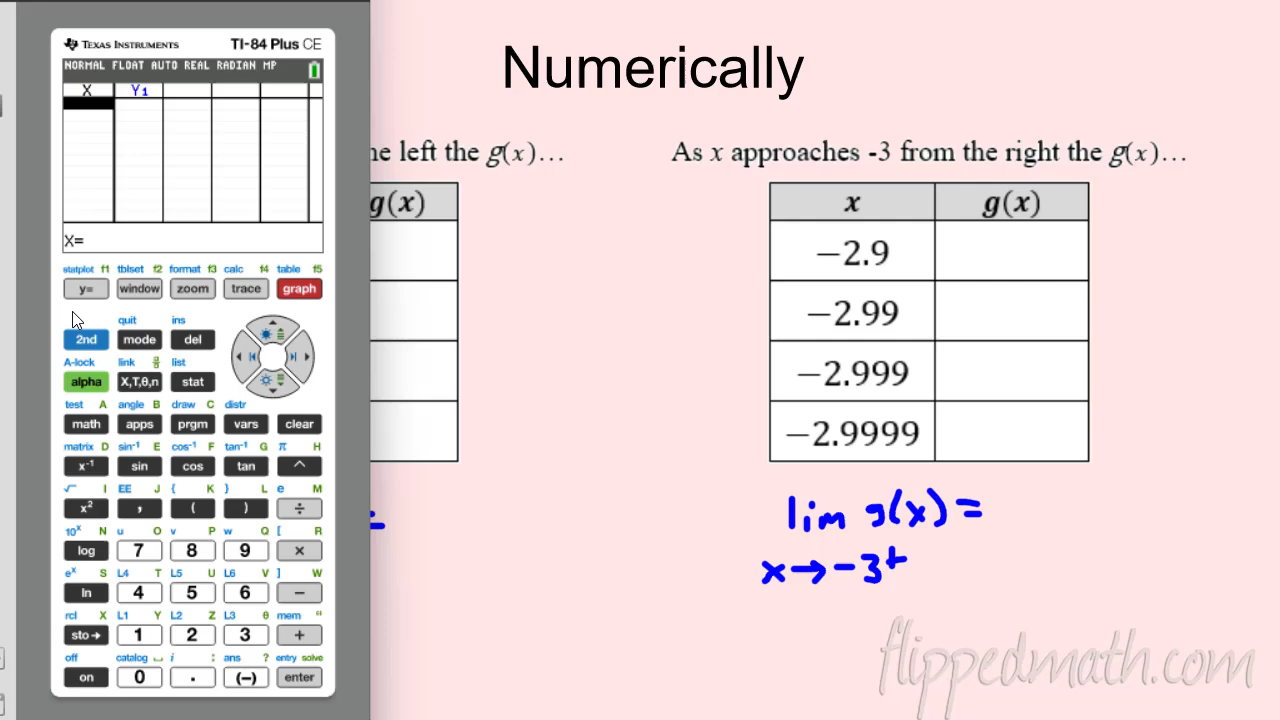 Numerically
TEXAS INSTRUMENTS TI-84 Plus CE
NORMAL FLOAT AUTO REAL RADIAN MP
X Y1
X=
statplot f1 tblset f2 format f3 calc f4 table f5
y= window zoom trace graph
quit ins
2nd mode del
A-lock link list
alpha X,T,θ,n stat
test A angle B draw C distr
math apps prgm vars clear
matrix D sin⁻¹ E cos⁻¹ F tan⁻¹ G π H
x⁻¹ sin cos tan ^
√ I EE J { K } L e M
x² , ( ) ÷
10ˣ N u O v P w Q [ R
log 7 8 9 ×
eˣ S L4 T L5 U L6 V ] W
ln 4 5 6 −
rcl X L1 Y L2 Z L3 θ mem "
sto→ 1 2 3 +
off catalog ⎵ i : ans ? entry solve
on 0 . (−) enter
he left the g(x)…
g(x)
=
As x approaches -3 from the right the g(x)…
x g(x)
−2.9
−2.99
−2.999
−2.9999
lim g(x)=
x→−3⁺
flippedmath.com